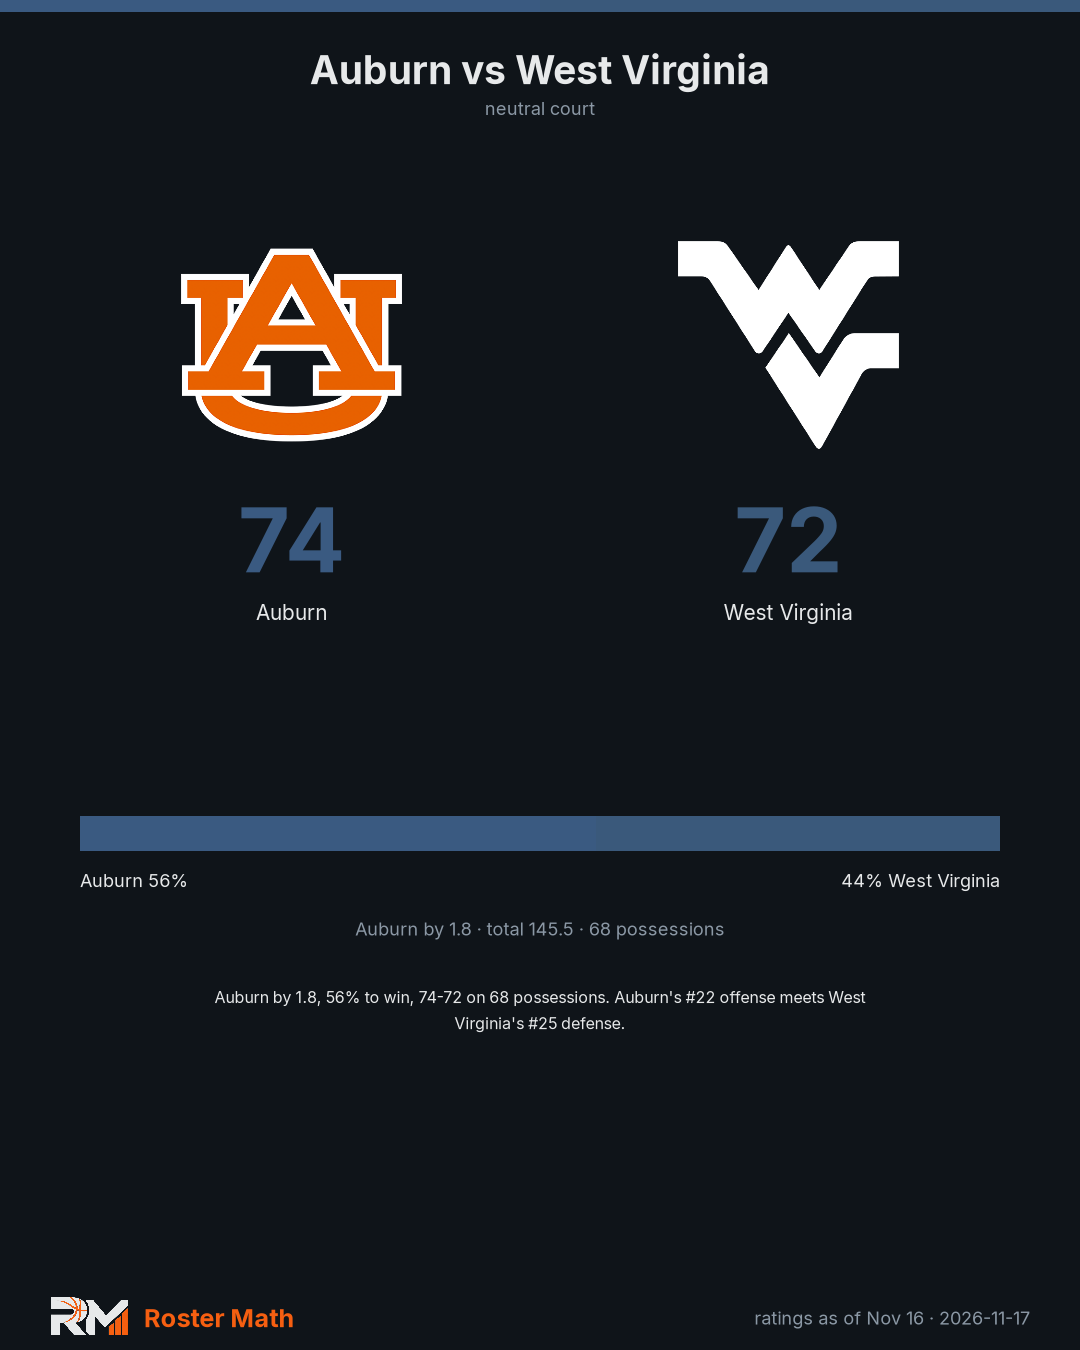 Auburn vs West Virginia
neutral court
74
72
Auburn
West Virginia
Auburn 56%
44% West Virginia
Auburn by 1.8 · total 145.5 · 68 possessions
Auburn by 1.8, 56% to win, 74-72 on 68 possessions. Auburn's #22 offense meets West
Virginia's #25 defense.
RM Roster Math
ratings as of Nov 16 · 2026-11-17